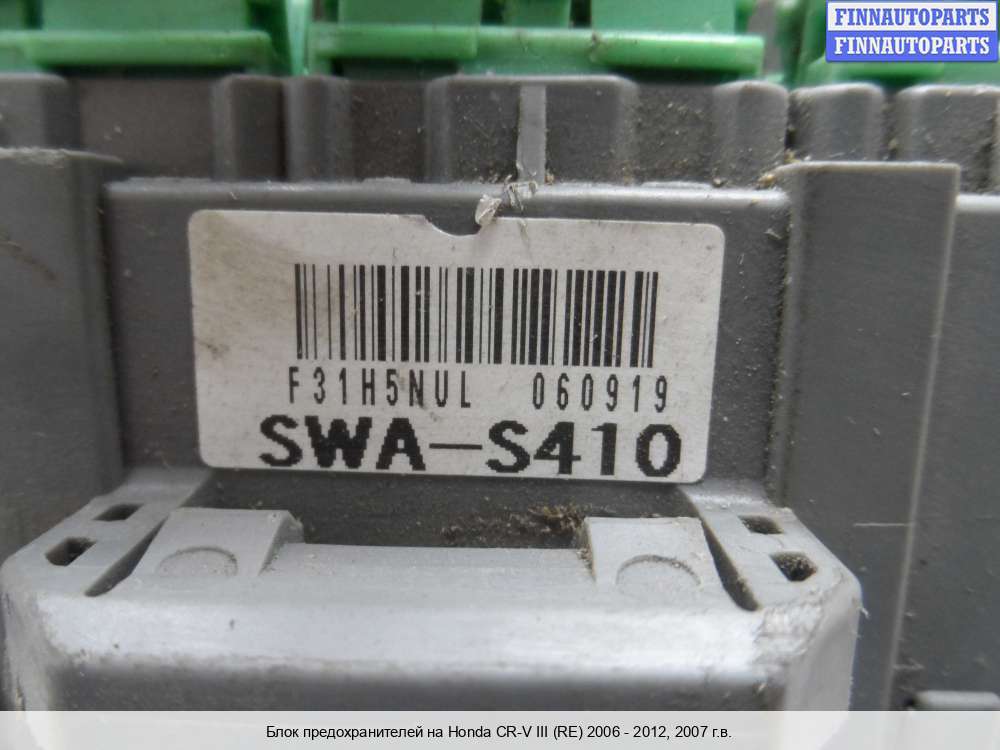 FINNAUTOPARTS
FINNAUTOPARTS
F31H5NUL 060919
SWA-S410
Блок предохранителей на Honda CR-V III (RE) 2006 - 2012, 2007 г.в.